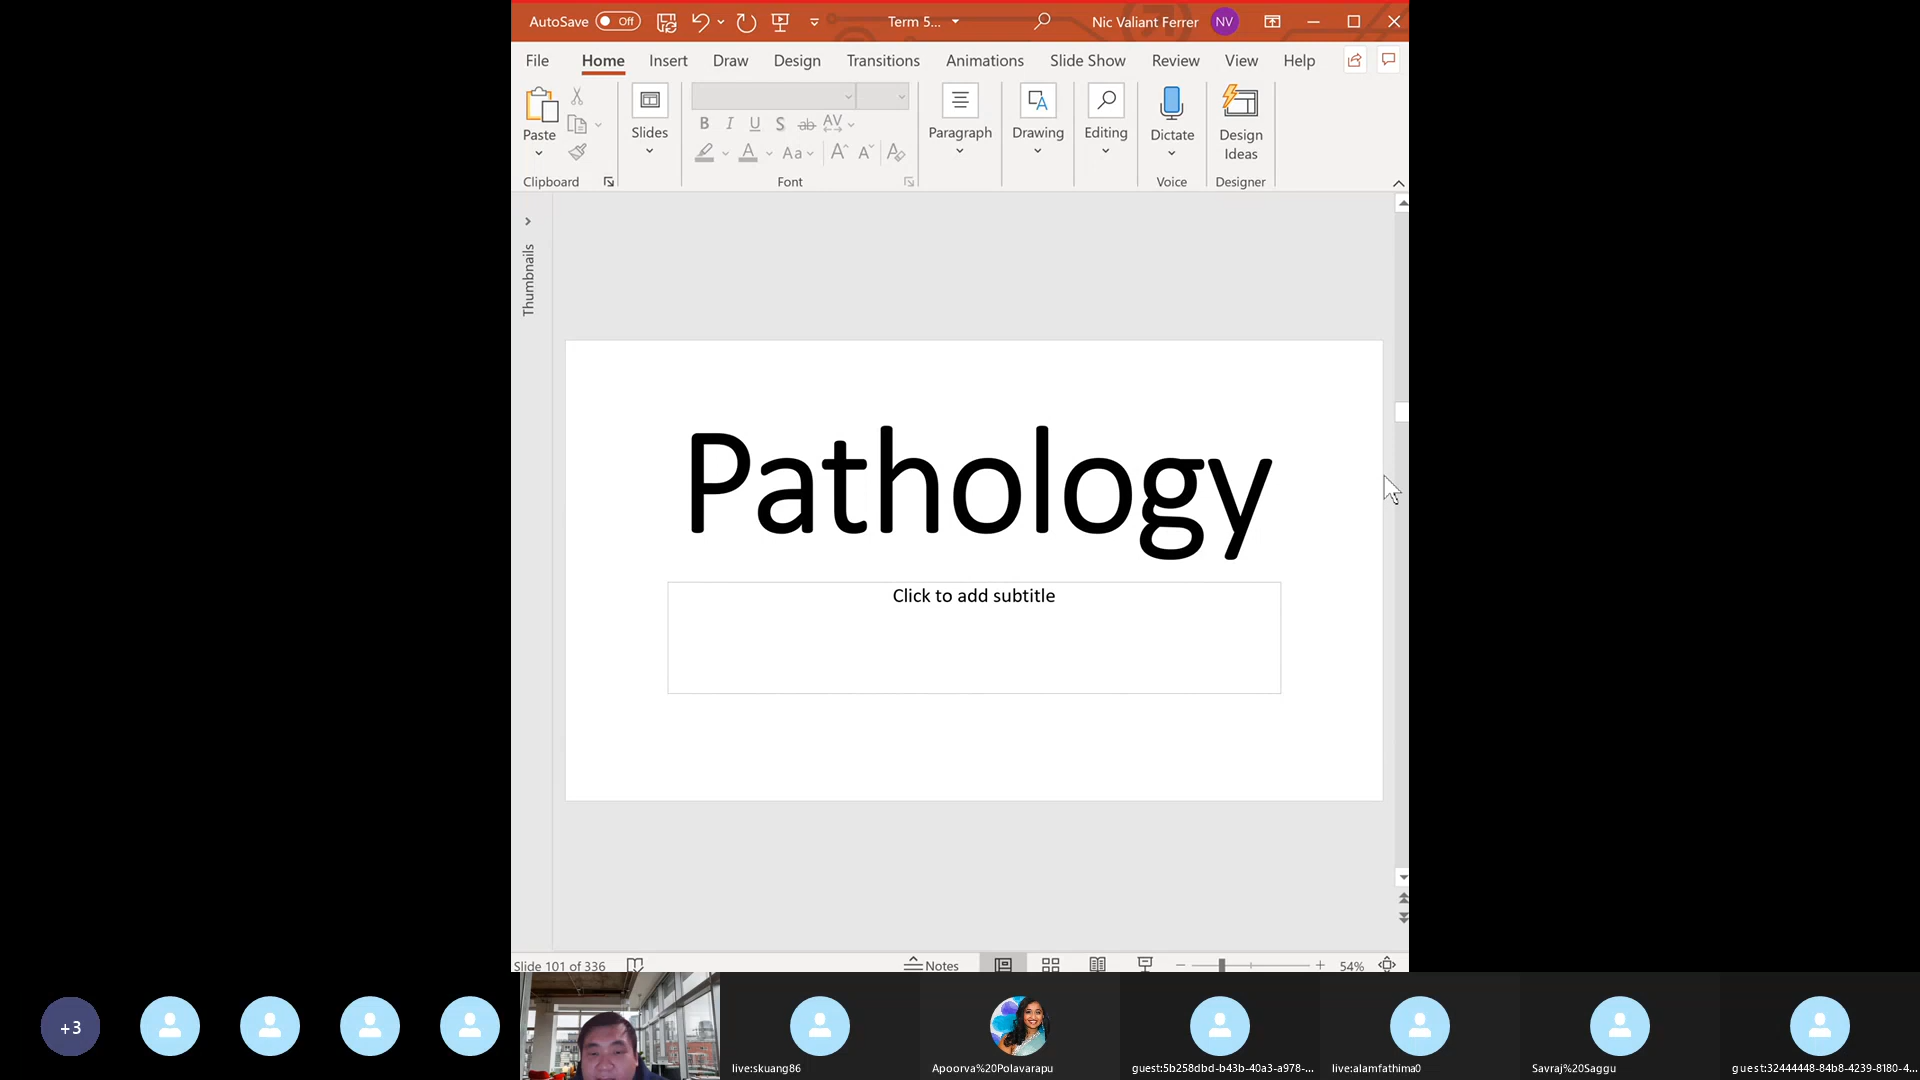 AutoSave Off Term 5... Nic Valiant Ferrer NV
File Home Insert Draw Design Transitions Animations Slide Show Review View Help
Paste Slides B I U S ab AV Aa A A A Paragraph Drawing Editing Dictate Design Ideas
Clipboard Font Voice Designer
Thumbnails
Pathology
Click to add subtitle
Slide 101 of 336 Notes 54%
+3
live:skuang86 Apoorva%20Polavarapu guest:5b258dbd-b43b-40a3-a978-... live:alamfathima0 Savraj%20Saggu guest:32444448-84b8-4239-8180-4...